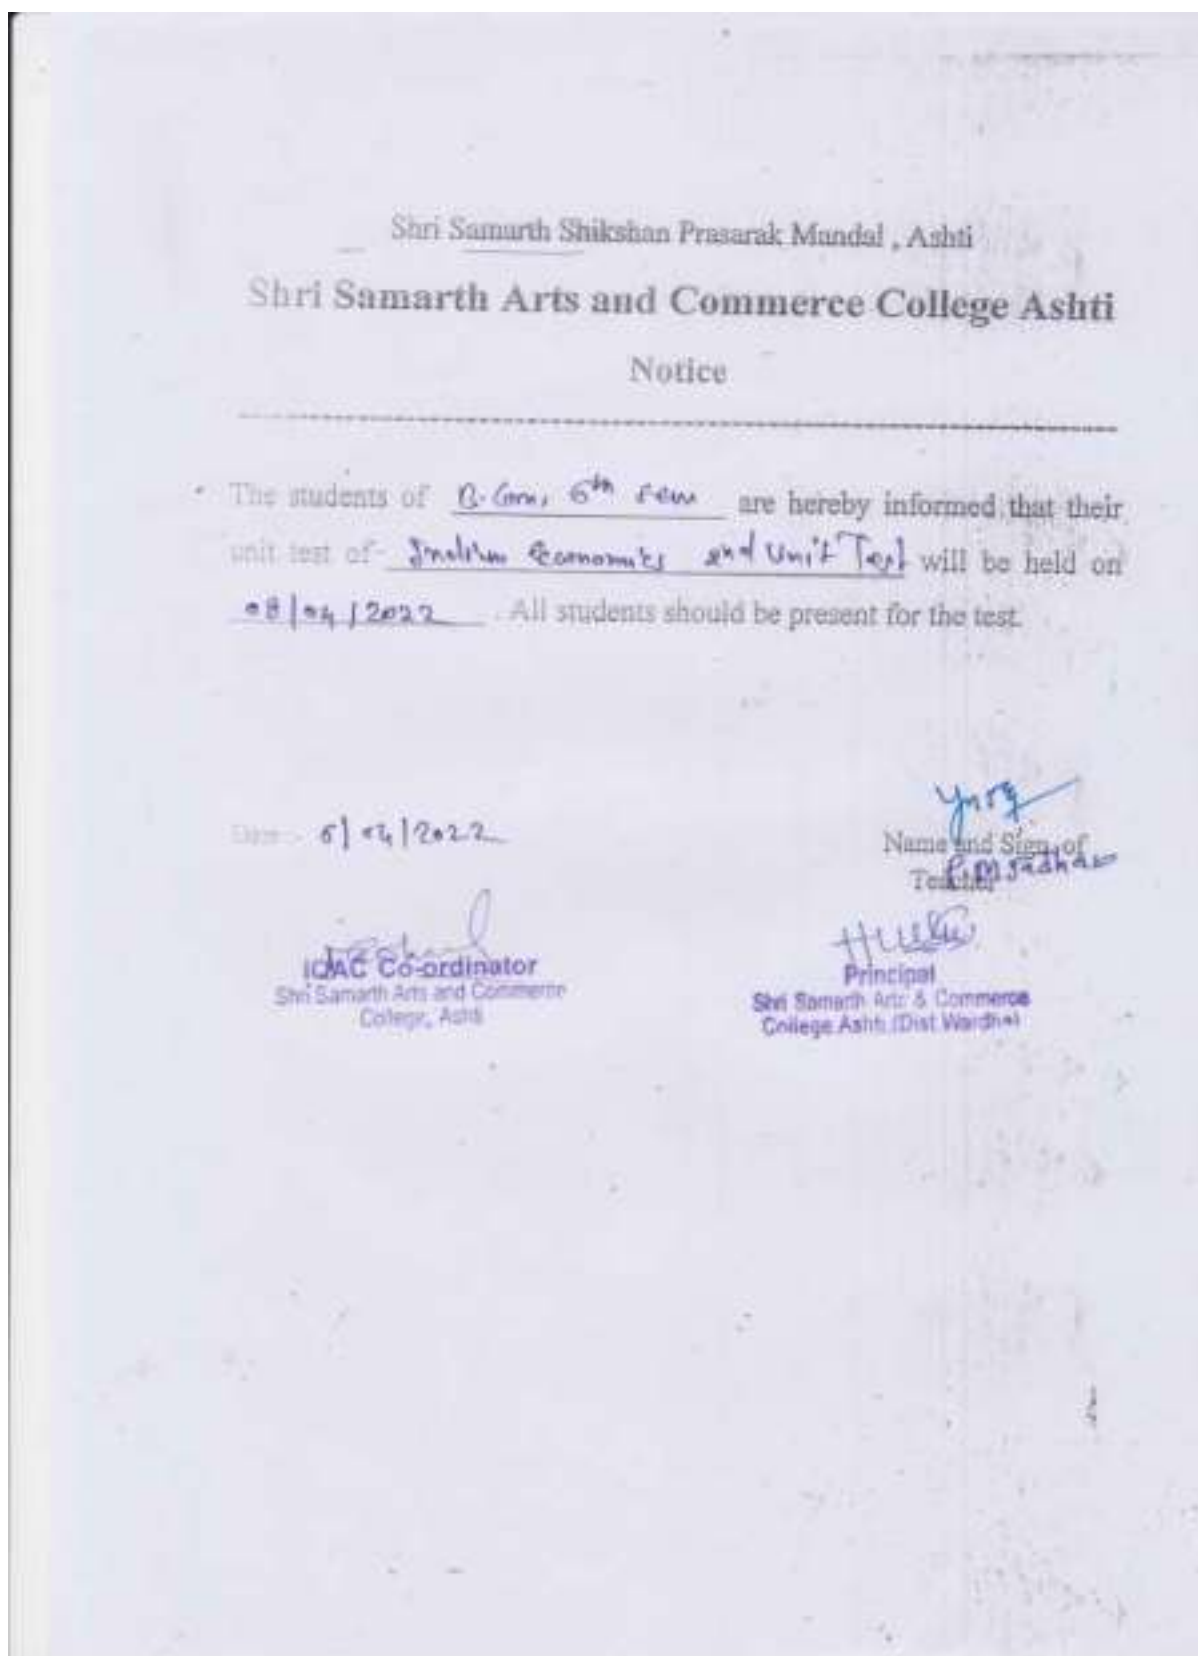 Shri Samarth Shikshan Prasarak Mandal , Ashti
Shri Samarth Arts and Commerce College Ashti
Notice
The students of B.Com, 6th sem are hereby informed that their
unit test of Indian Economics 2nd Unit Test will be held on
08/04/2022 . All students should be present for the test.
Date :- 5/04/2022
Name and Sign. of
Teacher
IQAC Co-ordinator
Shri Samarth Arts and Commerce
College, Ashti
Principal
Shri Samarth Arts & Commerce
College Ashti (Dist Wardha)